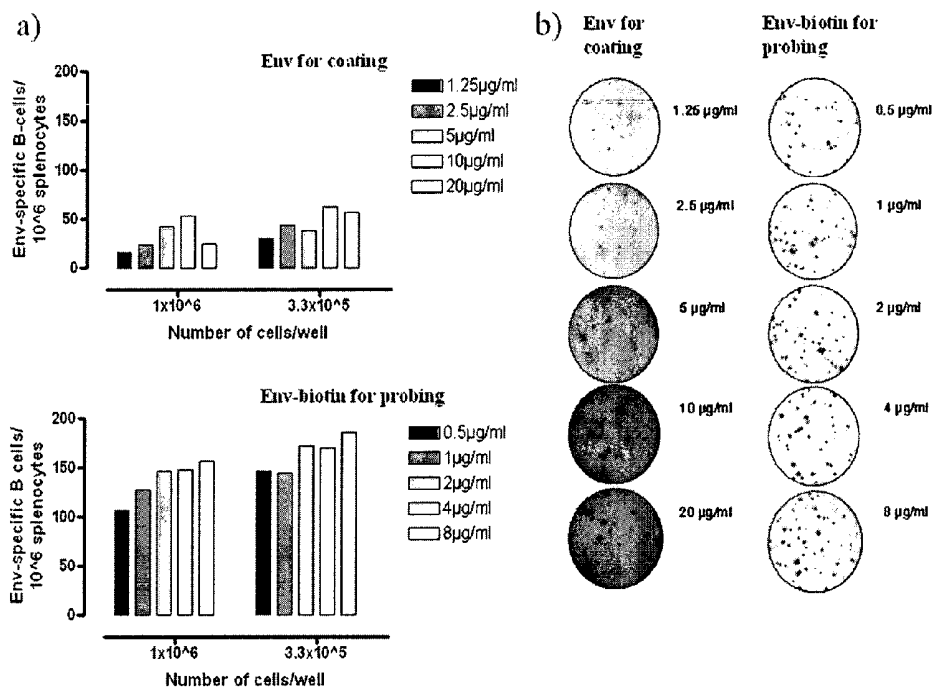 a)
Env for coating
200
150
100
50
0
Env-specific B-cells/
10^6 splenocytes
1.25µg/ml
2.5µg/ml
5µg/ml
10µg/ml
20µg/ml
1x10^6
3.3x10^5
Number of cells/well
Env-biotin for probing
200
150
100
50
0
Env-specific B cells/
10^6 splenocytes
0.5µg/ml
1µg/ml
2µg/ml
4µg/ml
8µg/ml
1x10^6
3.3x10^5
Number of cells/well
b)
Env for
coating
Env-biotin for
probing
1.25 µg/ml
0.5 µg/ml
2.5 µg/ml
1 µg/ml
5 µg/ml
2 µg/ml
10 µg/ml
4 µg/ml
20 µg/ml
8 µg/ml